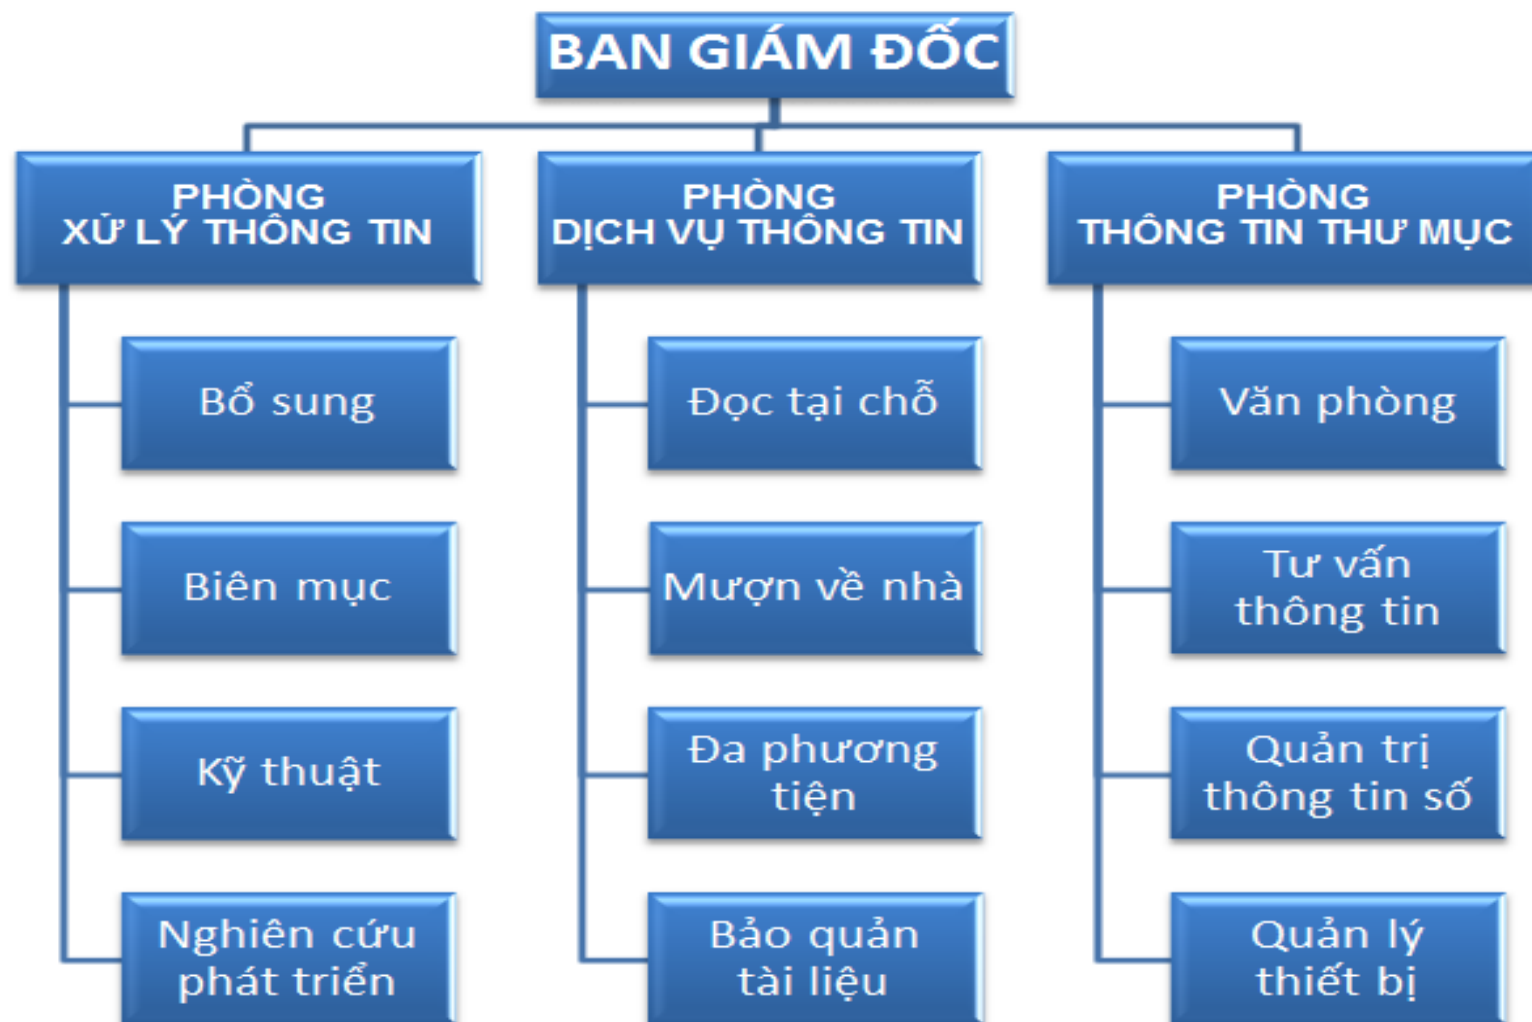 BAN GIÁM ĐỐC
PHÒNG
XỬ LÝ THÔNG TIN
PHÒNG
DỊCH VỤ THÔNG TIN
PHÒNG
THÔNG TIN THƯ MỤC
Bổ sung
Đọc tại chỗ
Văn phòng
Biên mục
Mượn về nhà
Tư vấn
thông tin
Kỹ thuật
Đa phương
tiện
Quản trị
thông tin số
Nghiên cứu
phát triển
Bảo quản
tài liệu
Quản lý
thiết bị